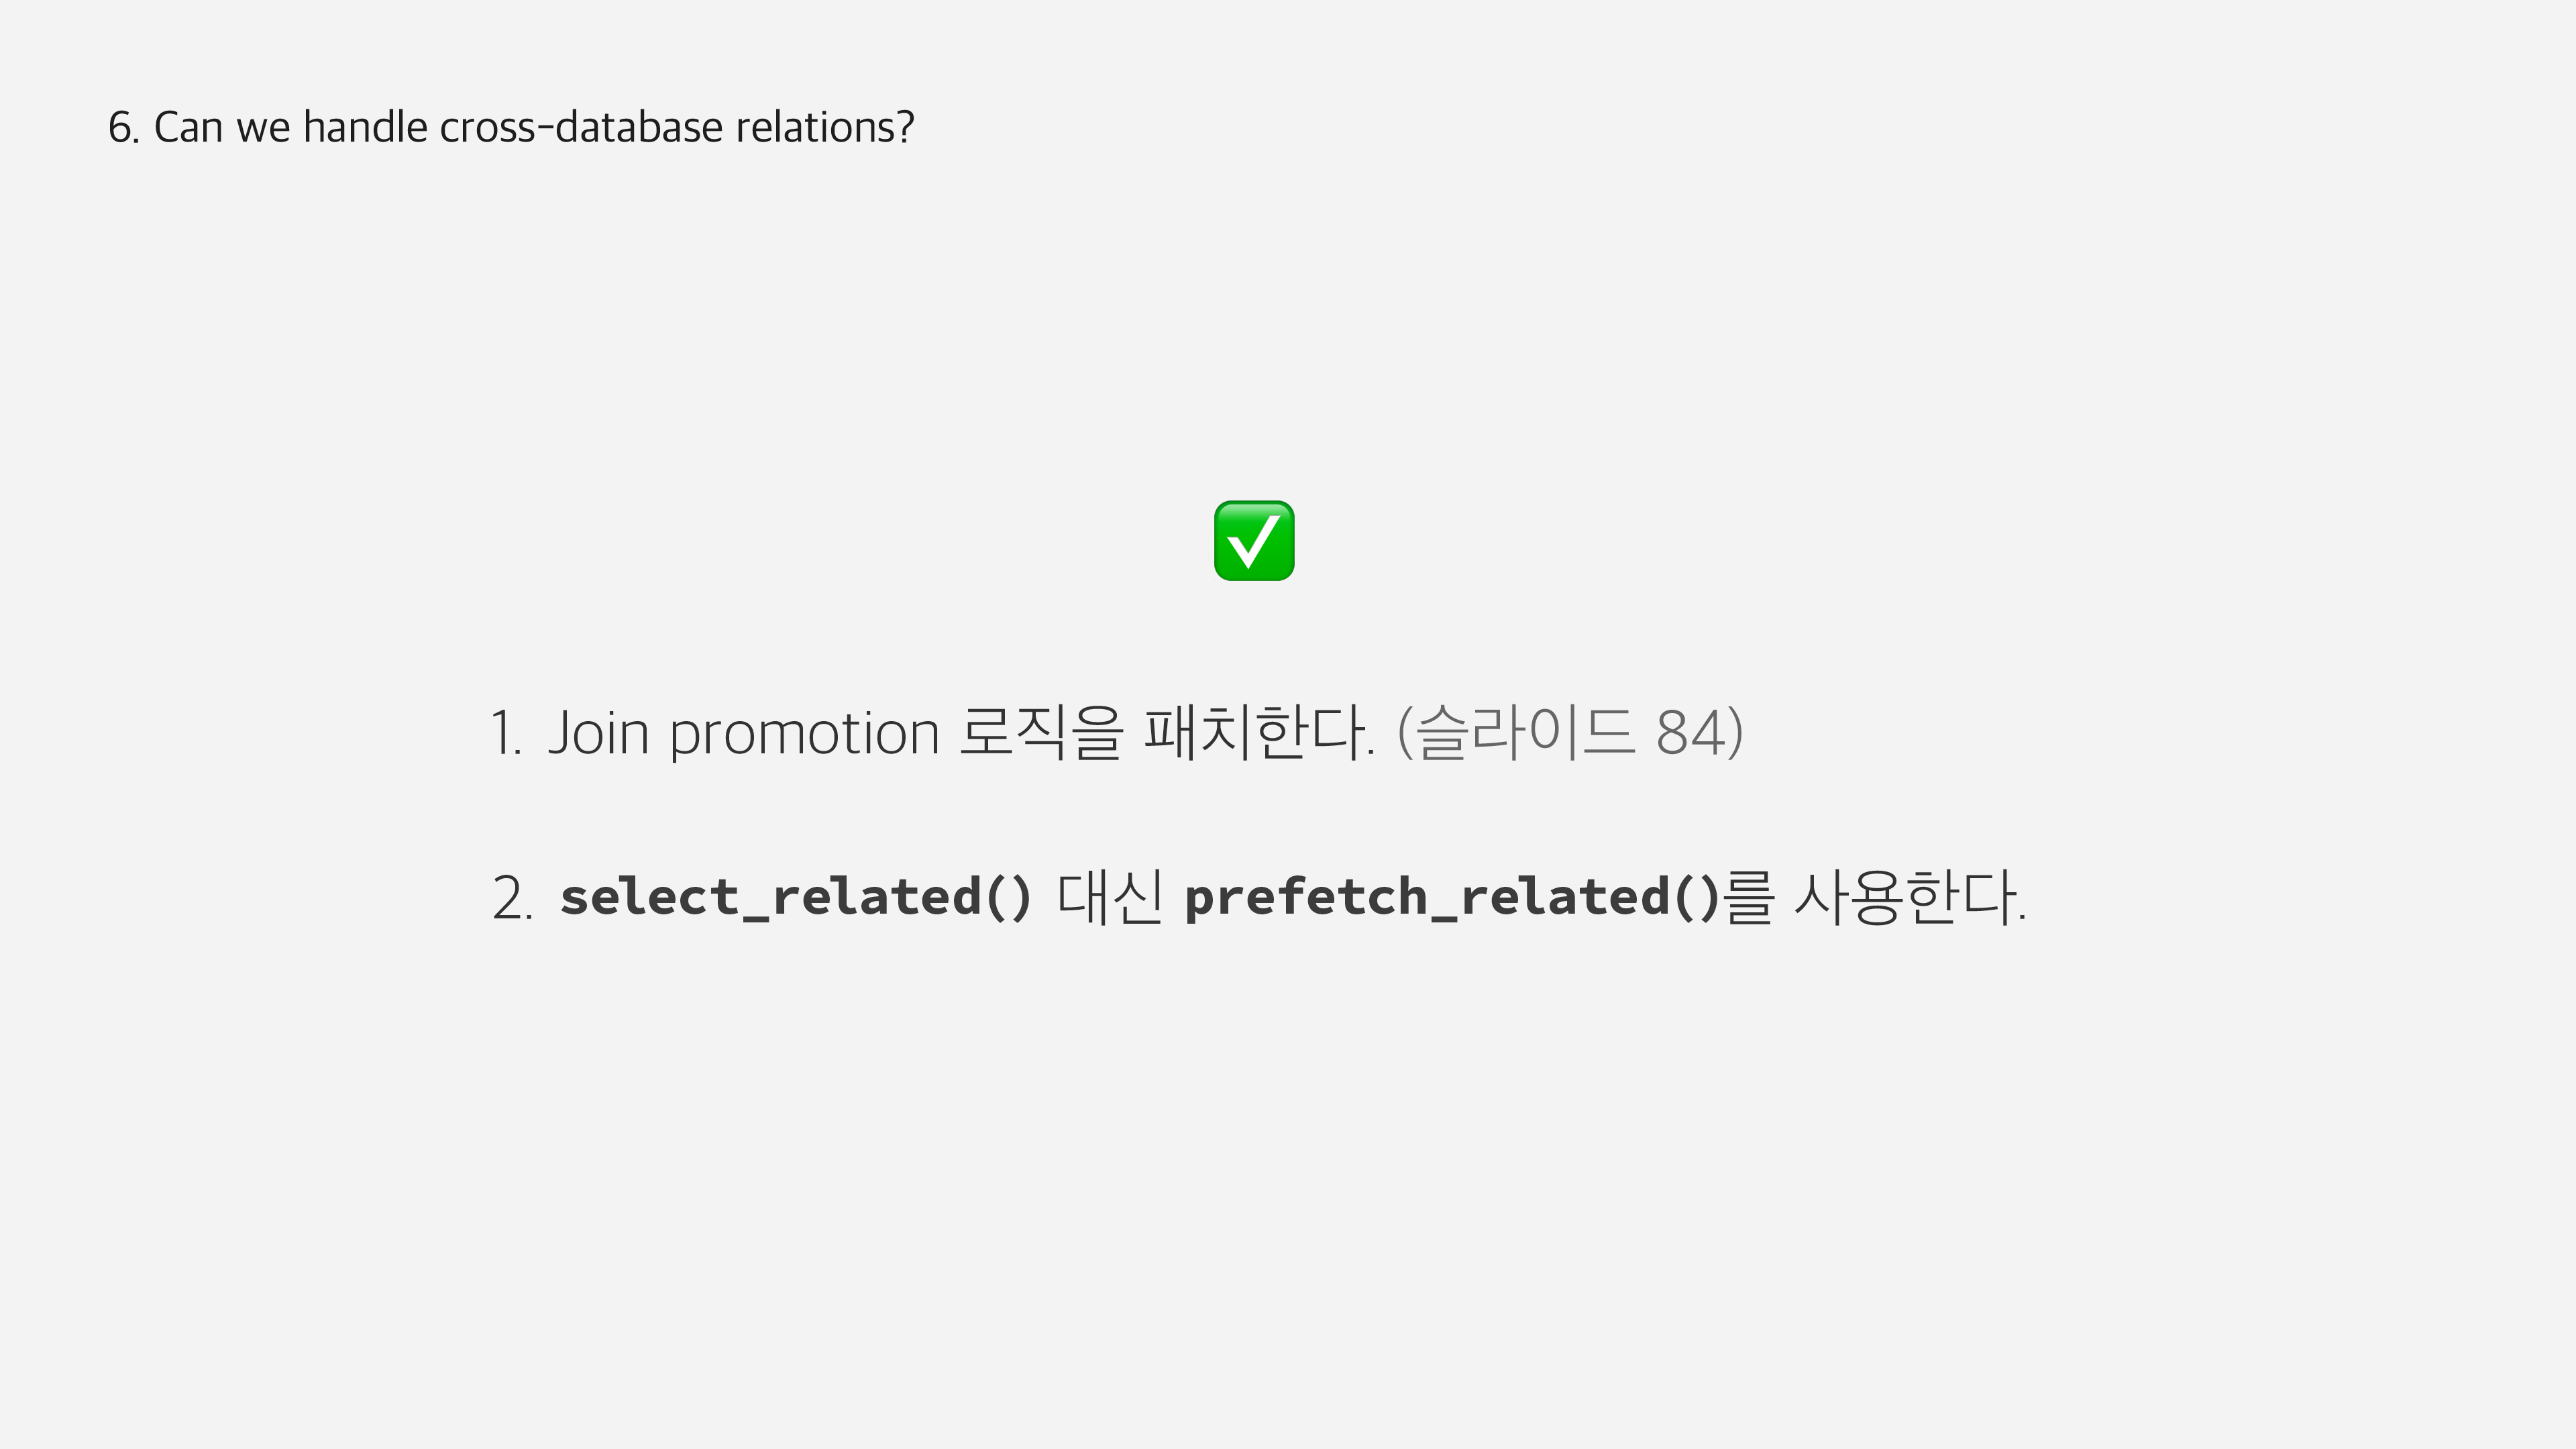 6. Can we handle cross-database relations?
✅
1. Join promotion 로직을 패치한다. (슬라이드 84)
2. select_related() 대신 prefetch_related()를 사용한다.